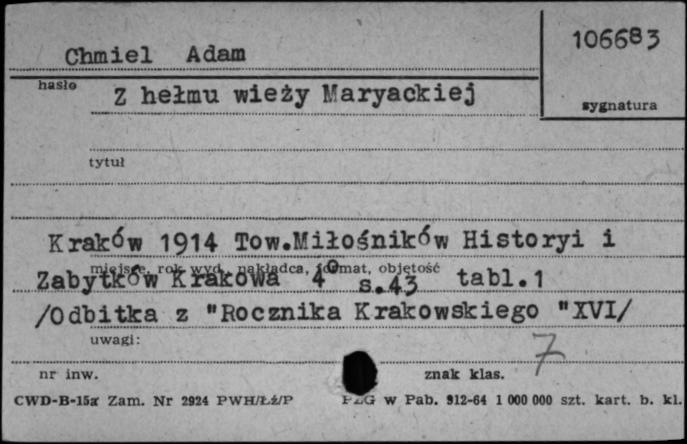 Chmiel Adam
106683
hasło
Z hełmu wieży Maryackiej
sygnatura
tytuł
Kraków 1914 Tow.Miłośników Historyi i
miejsce, rok wyd. nakładca, format, objętość
Zabytków Krakowa 4° s.43 tabl.1
/Odbitka z "Rocznika Krakowskiego "XVI/
uwagi:
7
nr inw.
znak klas.
CWD-B-15a Zam. Nr 2924 PWH/Łż/P PZG w Pab. 912-64 1 000 000 szt. kart. b. kl.